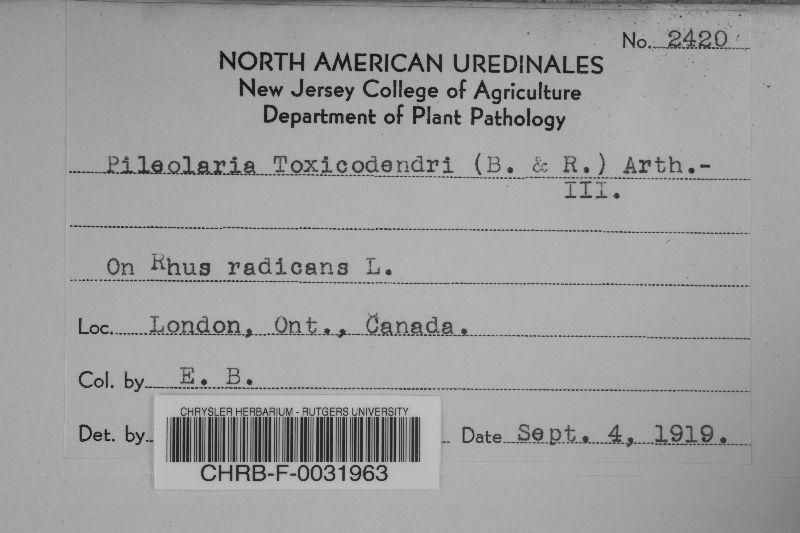 No. 2420
NORTH AMERICAN UREDINALES
New Jersey College of Agriculture
Department of Plant Pathology
Pileolaria Toxicodendri (B. & R.) Arth.-
III.
On Rhus radicans L.
Loc. London, Ont., Canada.
Col. by E. B.
Det. by
Date Sept. 4, 1919.
CHRYSLER HERBARIUM - RUTGERS UNIVERSITY
CHRB-F-0031963